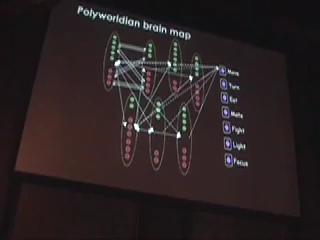 Polyworldian brain map
Move
Turn
Eat
Mate
Fight
Light
Focus